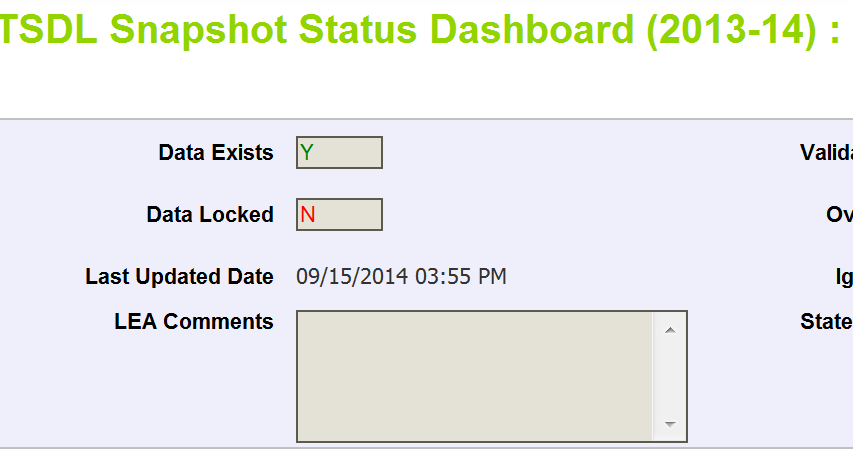 TSDL Snapshot Status Dashboard (2013-14) :
Data Exists Y
Data Locked N
Last Updated Date 09/15/2014 03:55 PM
LEA Comments State